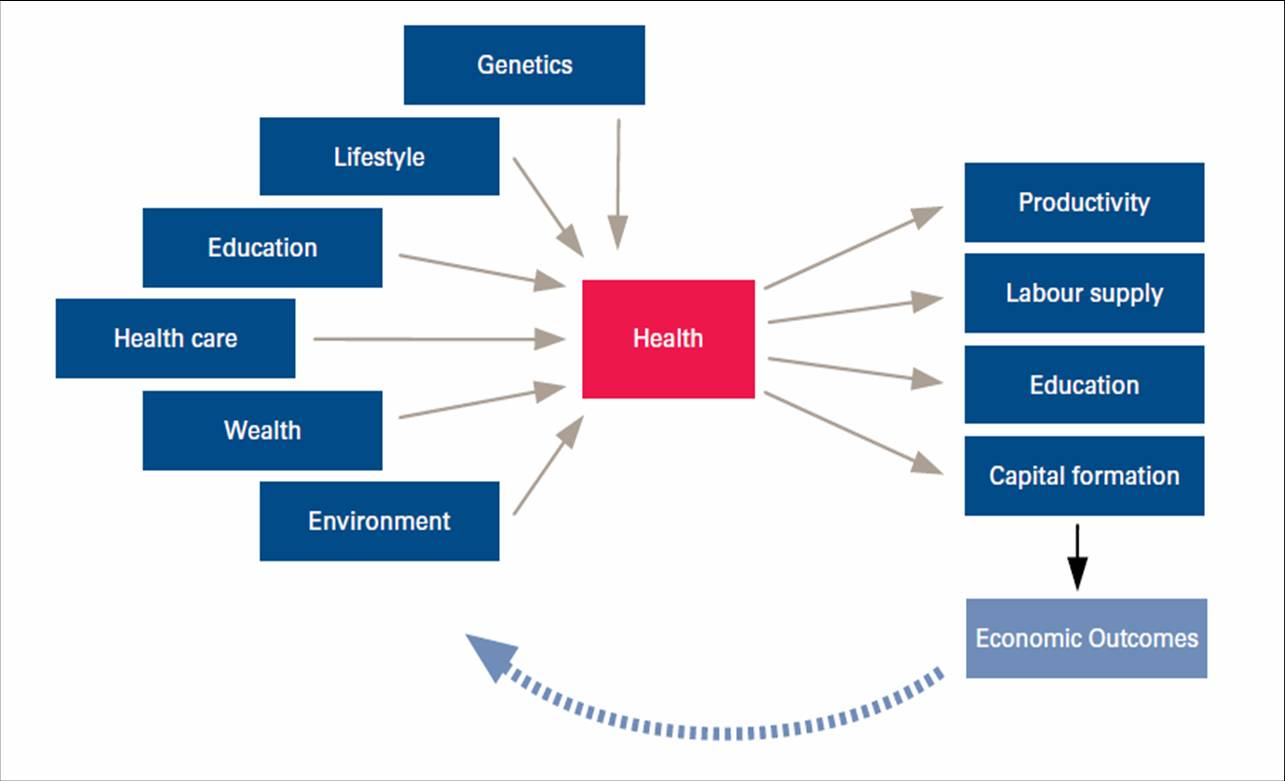 Genetics
Lifestyle
Education
Health care
Wealth
Environment
Health
Productivity
Labour supply
Education
Capital formation
Economic Outcomes